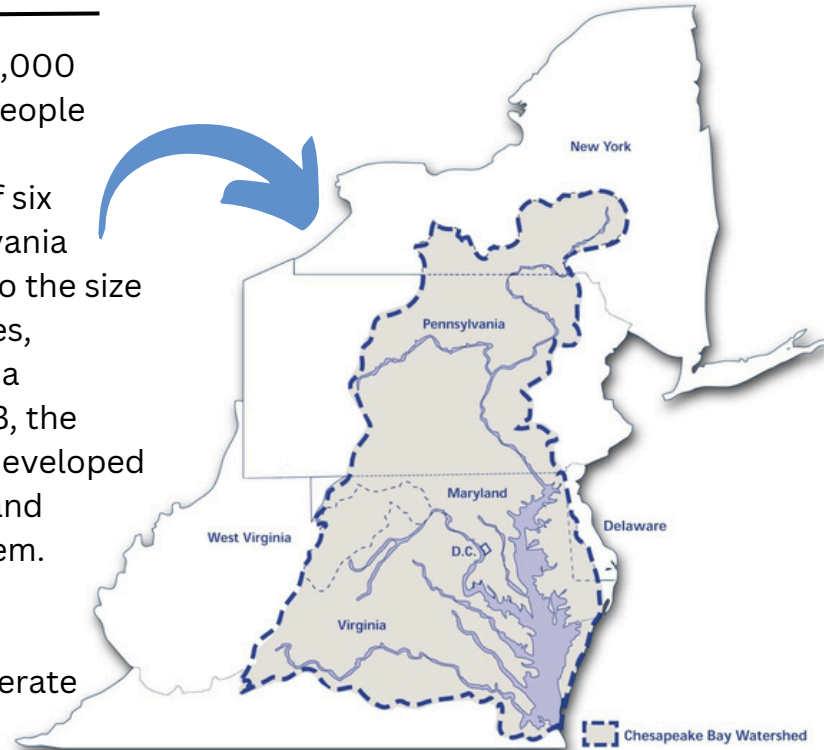 ,000
eople
f six
vania
o the size
es,
a
3, the
eveloped
and
em.
erate
New York
Pennsylvania
Maryland
Delaware
West Virginia
D.C.
Virginia
Chesapeake Bay Watershed